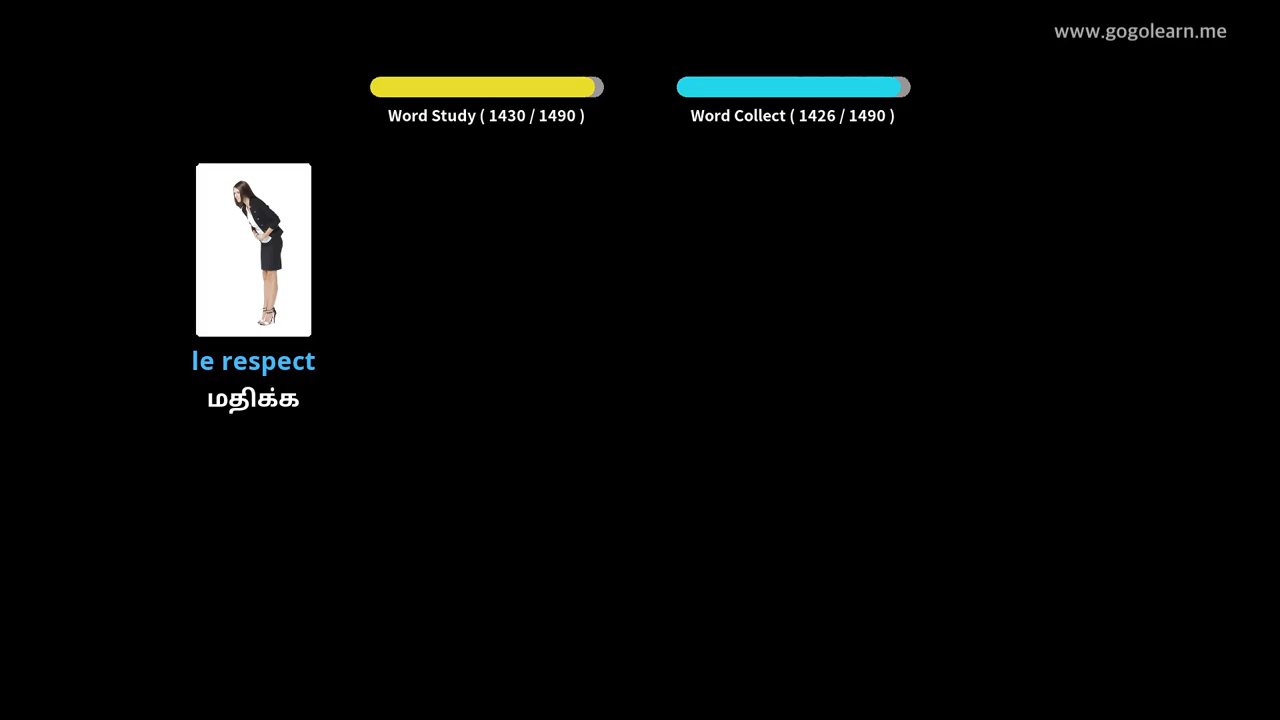 www.gogolearn.me
Word Study ( 1430 / 1490 )
Word Collect ( 1426 / 1490 )
le respect
மதிக்க